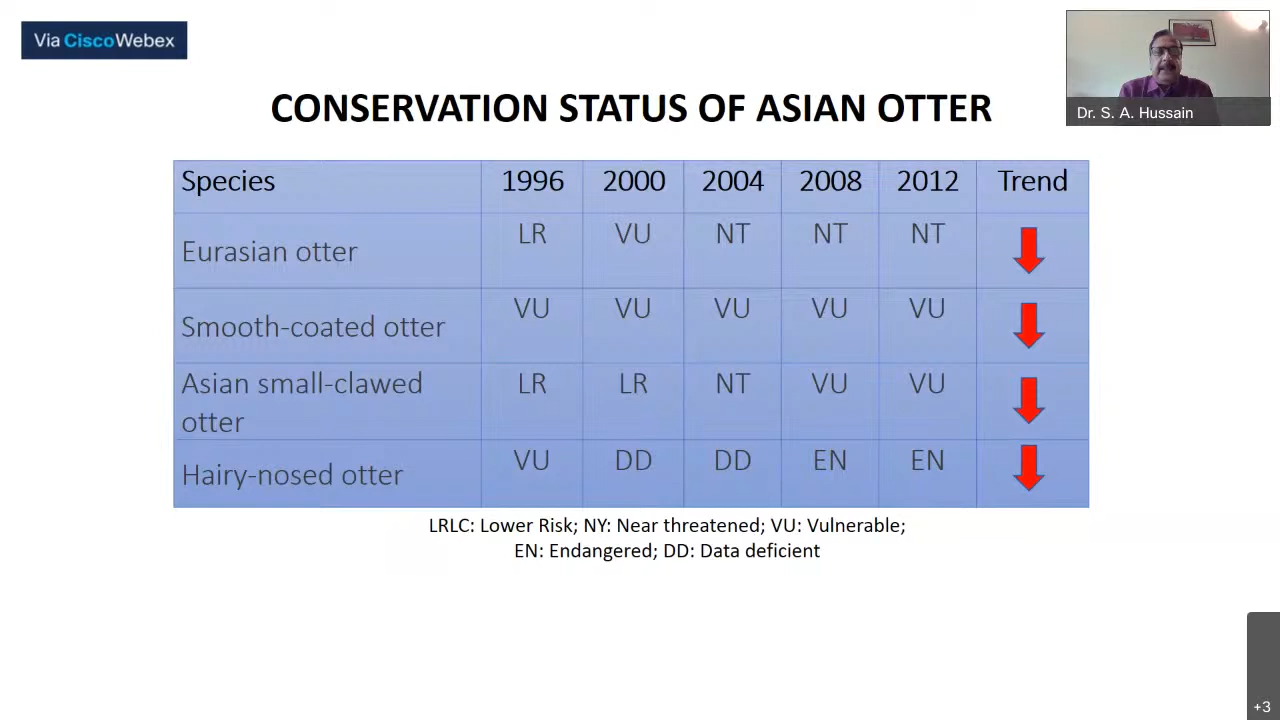 Via CiscoWebex
Dr. S. A. Hussain
CONSERVATION STATUS OF ASIAN OTTER
Species 1996 2000 2004 2008 2012 Trend
Eurasian otter LR VU NT NT NT
Smooth-coated otter VU VU VU VU VU
Asian small-clawed LR LR NT VU VU
otter
Hairy-nosed otter VU DD DD EN EN
LRLC: Lower Risk; NY: Near threatened; VU: Vulnerable;
EN: Endangered; DD: Data deficient
+3